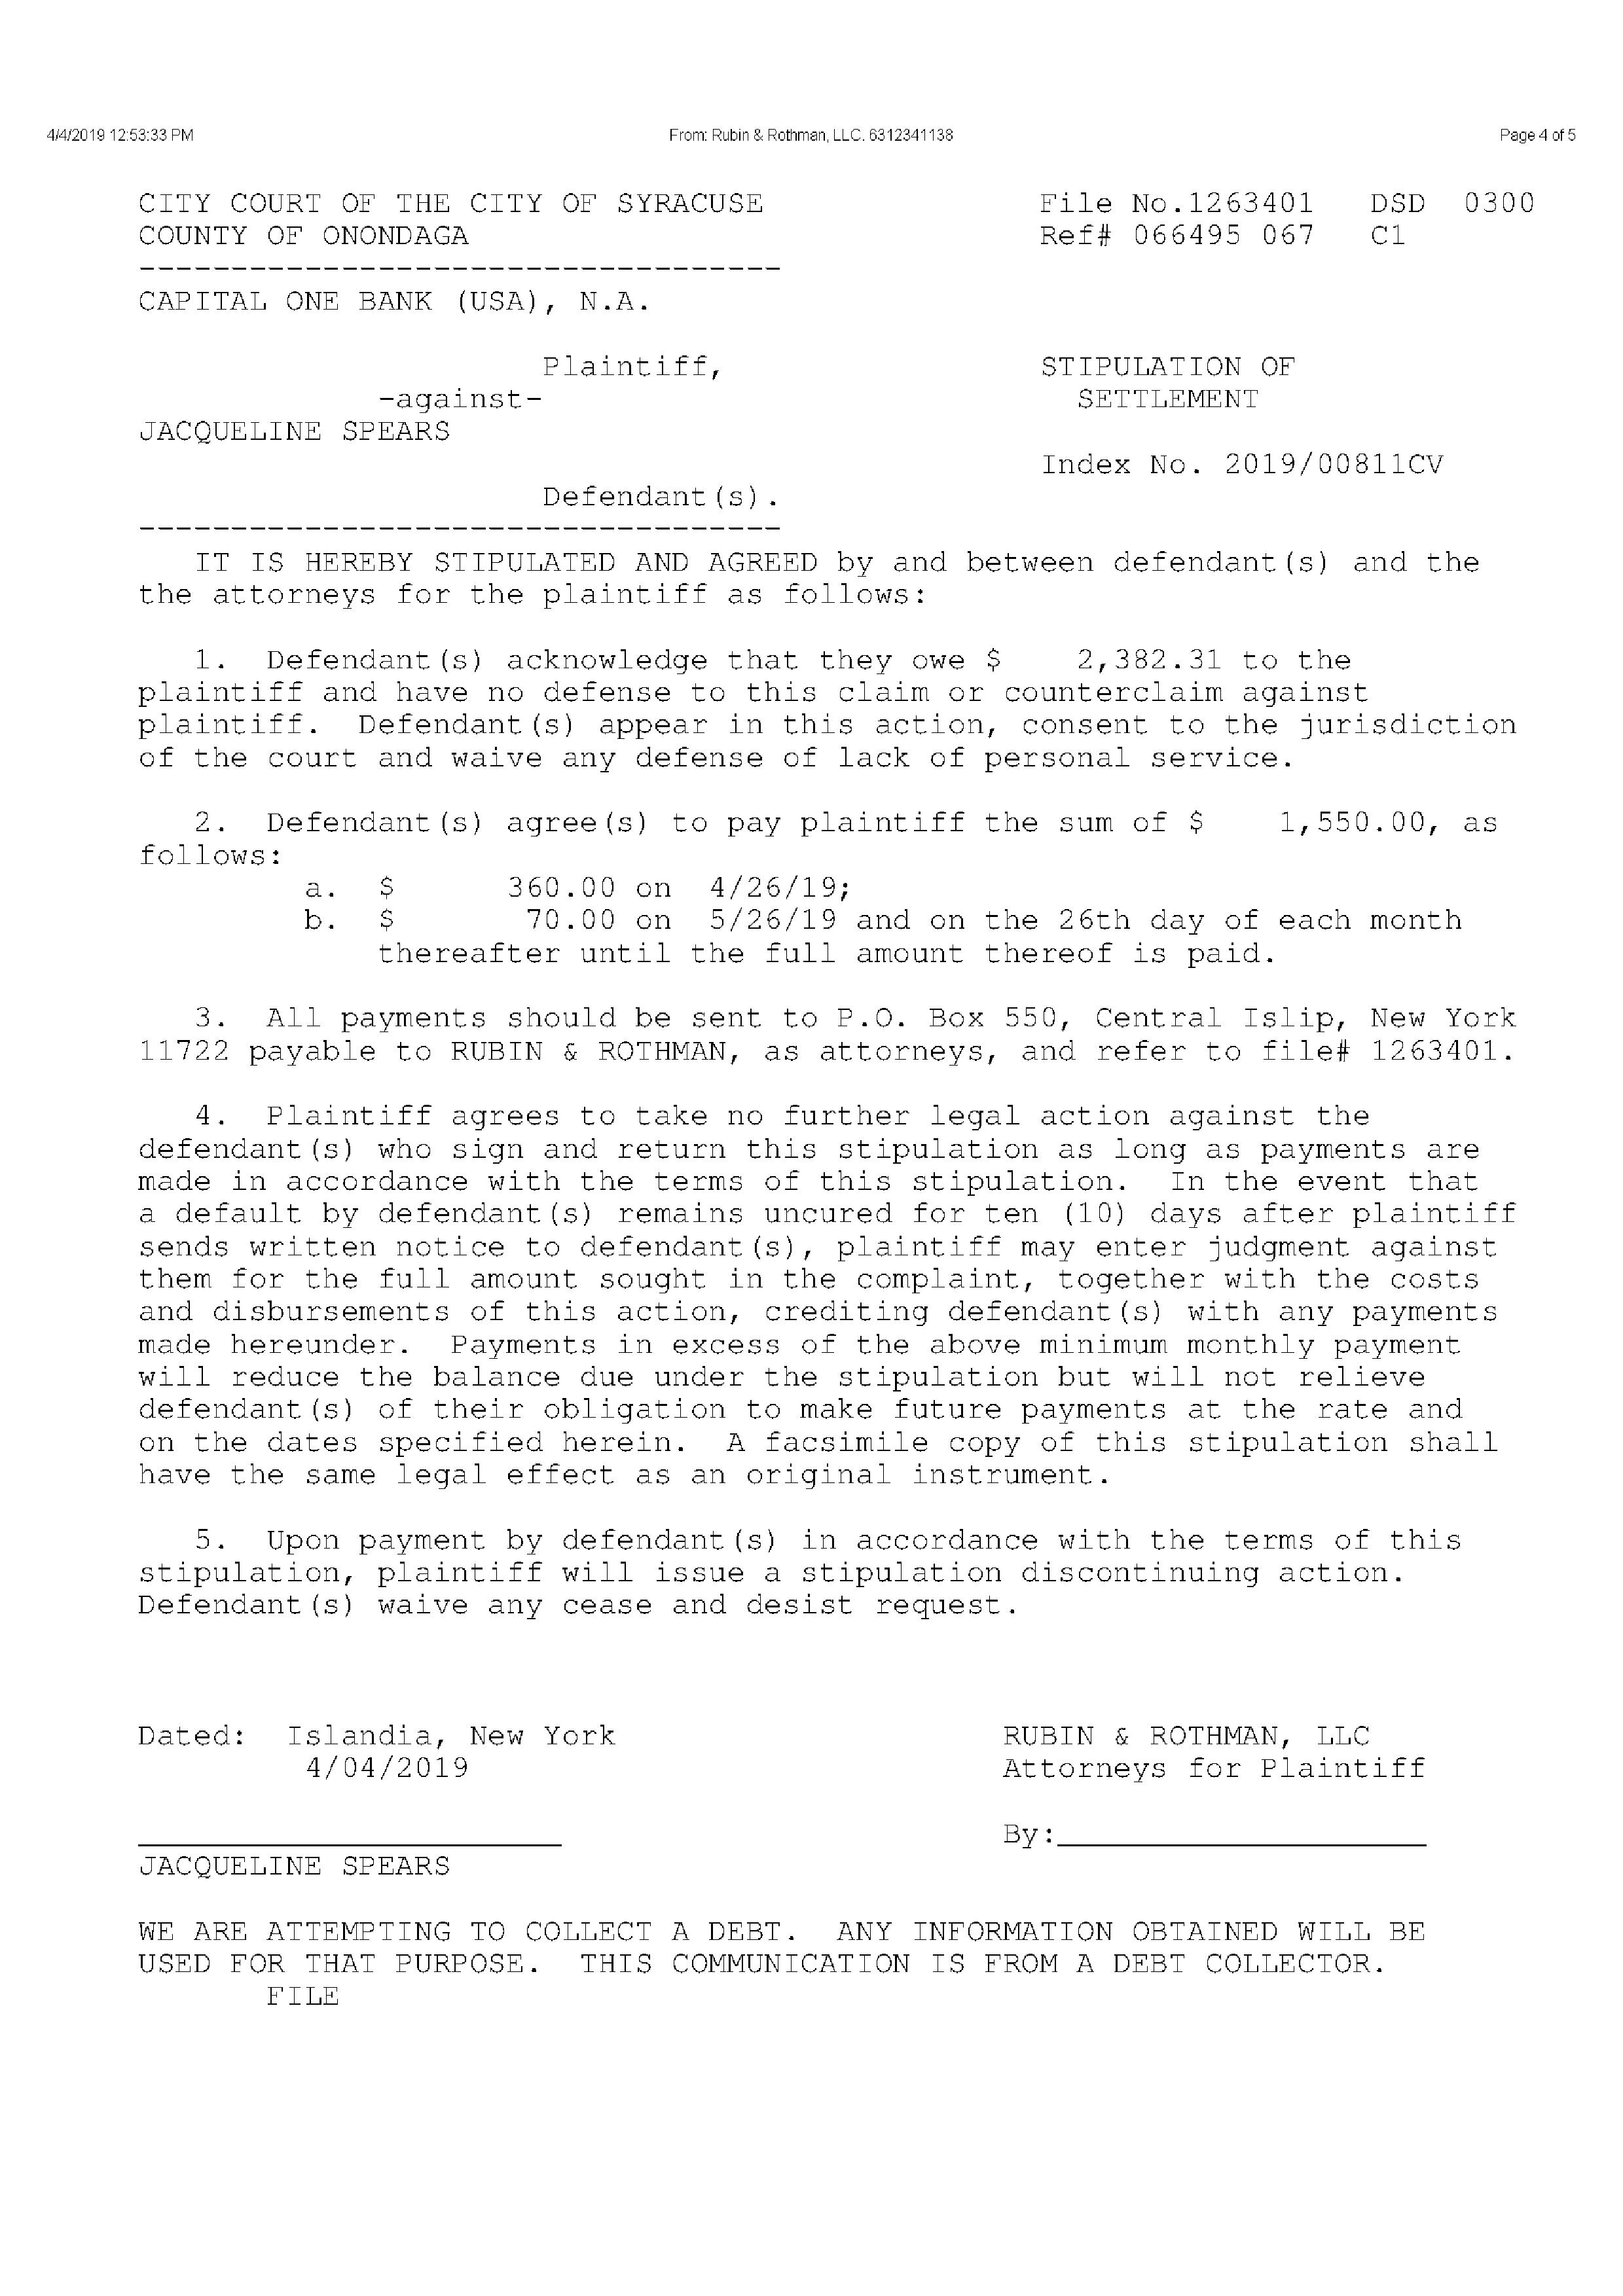 4/4/2019 12:53:33 PM From: Rubin & Rothman, LLC. 6312341138 Page 4 of 5
CITY COURT OF THE CITY OF SYRACUSE File No.1263401 DSD 0300
COUNTY OF ONONDAGA Ref# 066495 067 C1
-----------------------------------
CAPITAL ONE BANK (USA), N.A.
Plaintiff, STIPULATION OF
-against- SETTLEMENT
JACQUELINE SPEARS
Index No. 2019/00811CV
Defendant(s).
-----------------------------------
IT IS HEREBY STIPULATED AND AGREED by and between defendant(s) and the
the attorneys for the plaintiff as follows:
1. Defendant(s) acknowledge that they owe $ 2,382.31 to the
plaintiff and have no defense to this claim or counterclaim against
plaintiff. Defendant(s) appear in this action, consent to the jurisdiction
of the court and waive any defense of lack of personal service.
2. Defendant(s) agree(s) to pay plaintiff the sum of $ 1,550.00, as
follows:
a. $ 360.00 on 4/26/19;
b. $ 70.00 on 5/26/19 and on the 26th day of each month
thereafter until the full amount thereof is paid.
3. All payments should be sent to P.O. Box 550, Central Islip, New York
11722 payable to RUBIN & ROTHMAN, as attorneys, and refer to file# 1263401.
4. Plaintiff agrees to take no further legal action against the
defendant(s) who sign and return this stipulation as long as payments are
made in accordance with the terms of this stipulation. In the event that
a default by defendant(s) remains uncured for ten (10) days after plaintiff
sends written notice to defendant(s), plaintiff may enter judgment against
them for the full amount sought in the complaint, together with the costs
and disbursements of this action, crediting defendant(s) with any payments
made hereunder. Payments in excess of the above minimum monthly payment
will reduce the balance due under the stipulation but will not relieve
defendant(s) of their obligation to make future payments at the rate and
on the dates specified herein. A facsimile copy of this stipulation shall
have the same legal effect as an original instrument.
5. Upon payment by defendant(s) in accordance with the terms of this
stipulation, plaintiff will issue a stipulation discontinuing action.
Defendant(s) waive any cease and desist request.
Dated: Islandia, New York RUBIN & ROTHMAN, LLC
4/04/2019 Attorneys for Plaintiff
_______________________ By:____________________
JACQUELINE SPEARS
WE ARE ATTEMPTING TO COLLECT A DEBT. ANY INFORMATION OBTAINED WILL BE
USED FOR THAT PURPOSE. THIS COMMUNICATION IS FROM A DEBT COLLECTOR.
FILE